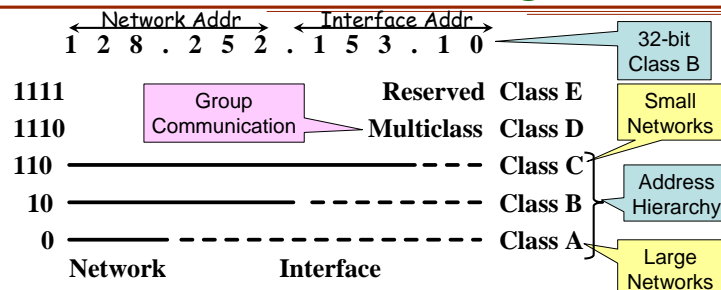 Network Addr Interface Addr
1 2 8 . 2 5 2 . 1 5 3 . 1 0
32-bit
Class B
1111 Reserved Class E
Group
Communication
Small
Networks
1110 Multiclass Class D
110 Class C
Address
Hierarchy
10 Class B
0 Class A
Large
Networks
Network Interface